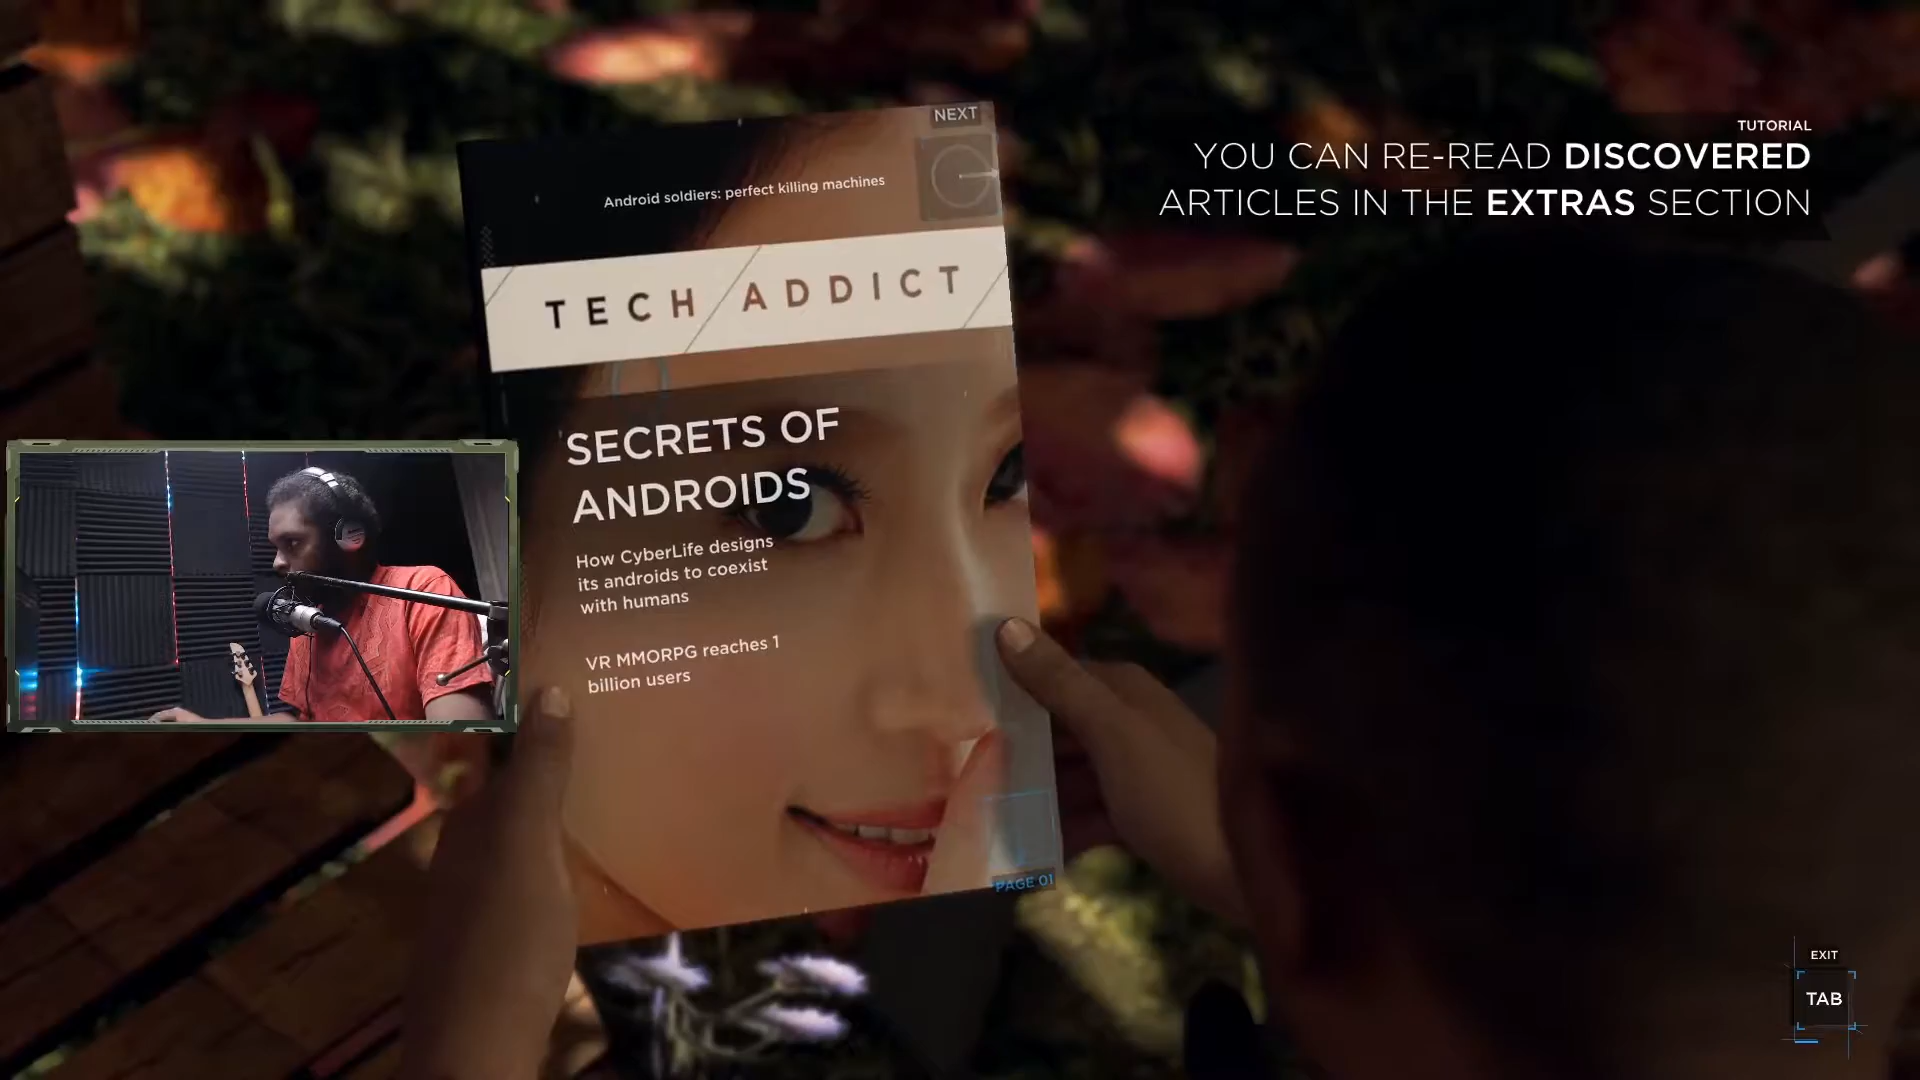 TUTORIAL
YOU CAN RE-READ DISCOVERED
ARTICLES IN THE EXTRAS SECTION
NEXT
Android soldiers: perfect killing machines
TECH ADDICT
SECRETS OF
ANDROIDS
How CyberLife designs
its androids to coexist
with humans
VR MMORPG reaches 1
billion users
PAGE 01
EXIT
TAB